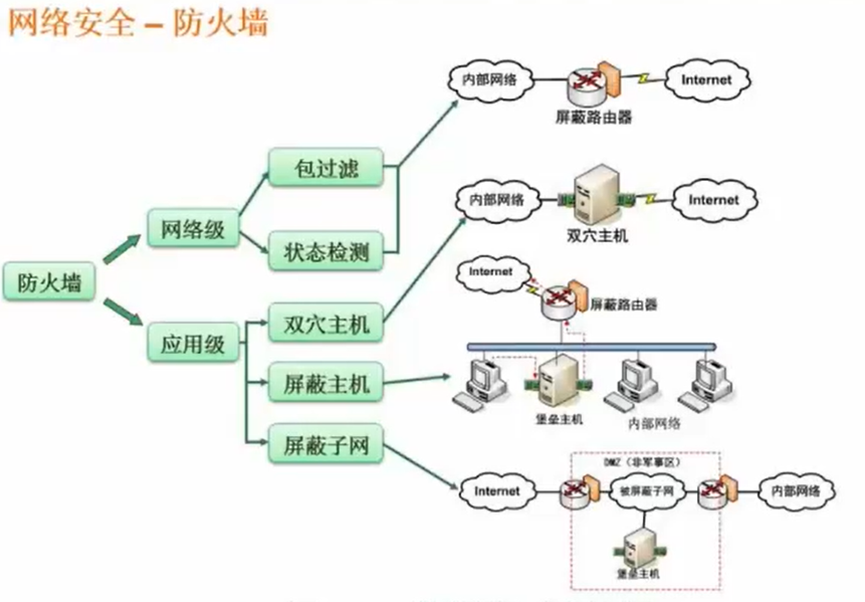 网络安全 – 防火墙
内部网络
Internet
屏蔽路由器
包过滤
内部网络
Internet
网络级
双穴主机
状态检测
防火墙
Internet
屏蔽路由器
双穴主机
应用级
屏蔽主机
堡垒主机
内部网络
屏蔽子网
DMZ（非军事区）
Internet
被屏蔽子网
内部网络
堡垒主机